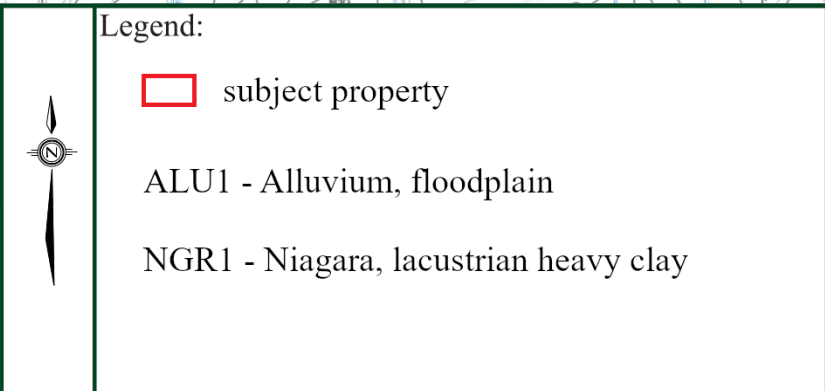 Legend:
subject property
N
ALU1 - Alluvium, floodplain
NGR1 - Niagara, lacustrian heavy clay